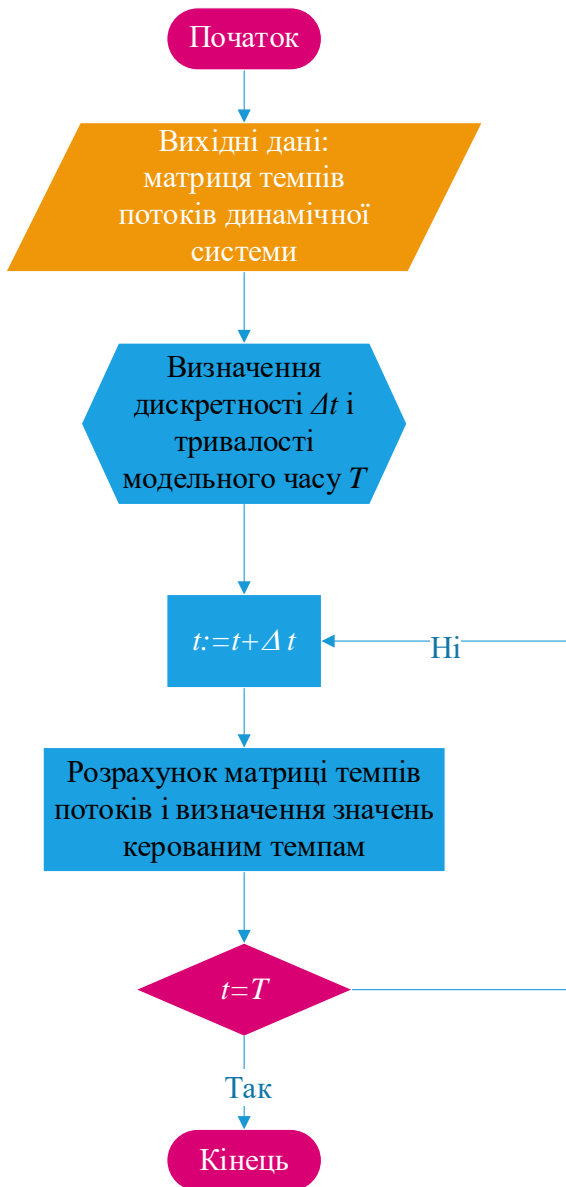 Початок
Вихідні дані:
матриця темпів
потоків динамічної
системи
Визначення
дискретності Δt і
тривалості
модельного часу T
t:=t+Δ t
Ні
Розрахунок матриці темпів
потоків і визначення значень
керованим темпам
t=T
Так
Кінець